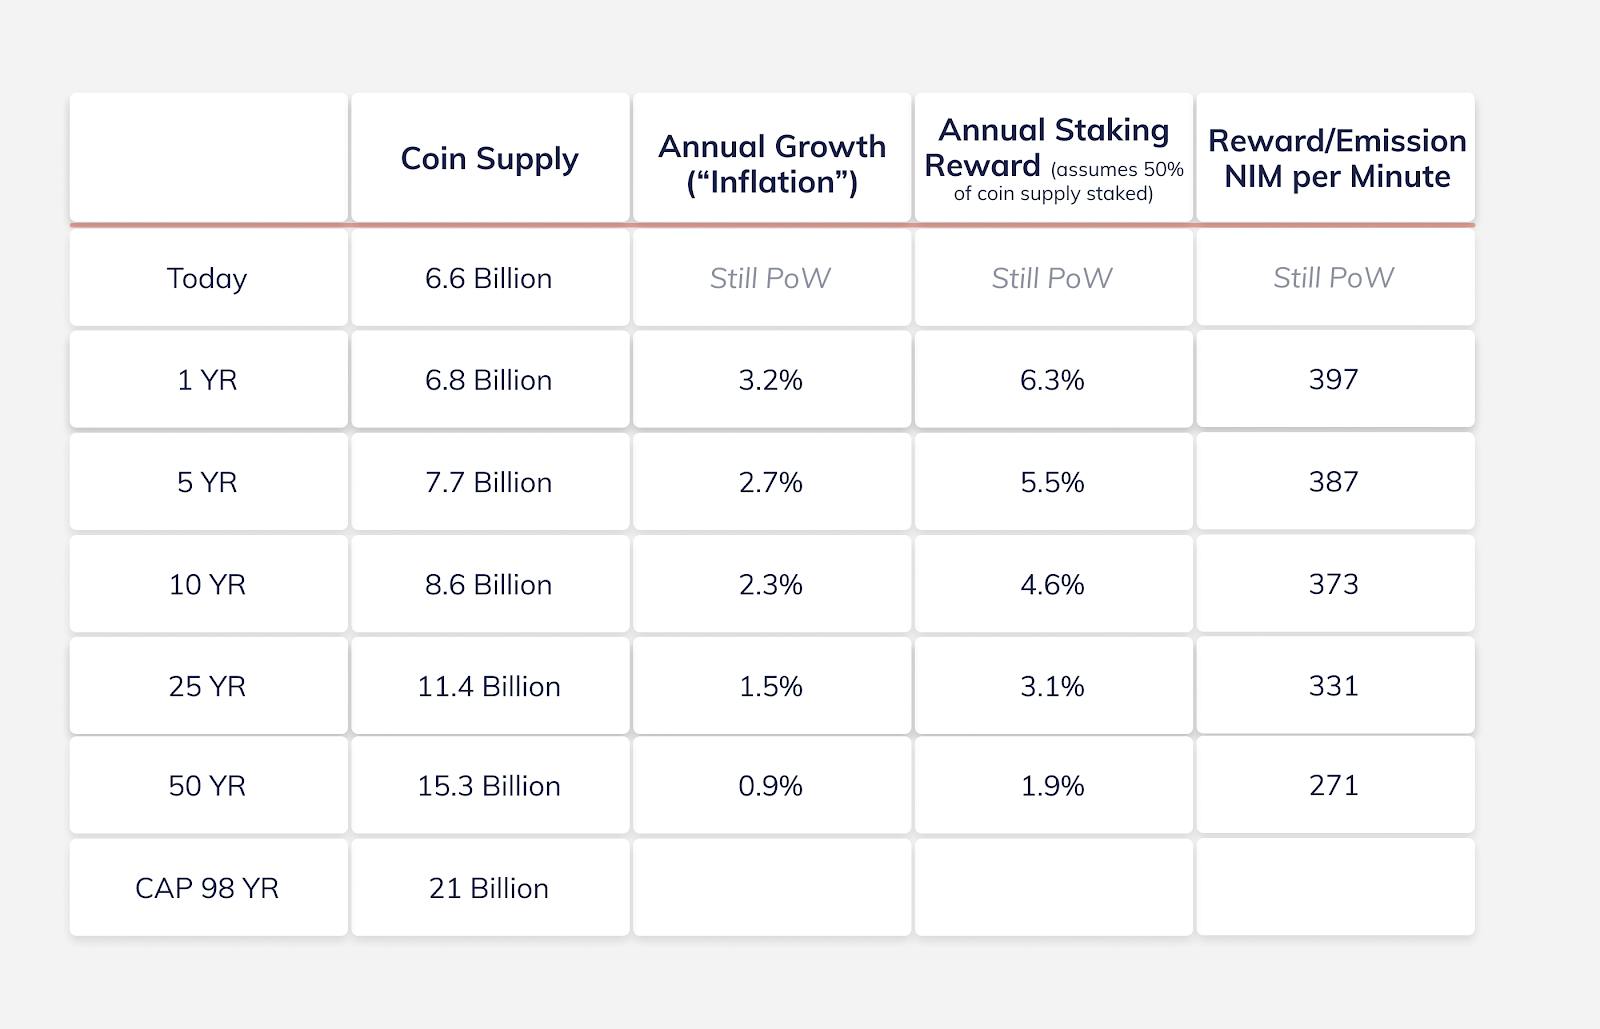 Coin Supply
Annual Growth
(“Inflation”)
Annual Staking
Reward (assumes 50%
of coin supply staked)
Reward/Emission
NIM per Minute
Today 6.6 Billion Still PoW Still PoW Still PoW
1 YR 6.8 Billion 3.2% 6.3% 397
5 YR 7.7 Billion 2.7% 5.5% 387
10 YR 8.6 Billion 2.3% 4.6% 373
25 YR 11.4 Billion 1.5% 3.1% 331
50 YR 15.3 Billion 0.9% 1.9% 271
CAP 98 YR 21 Billion